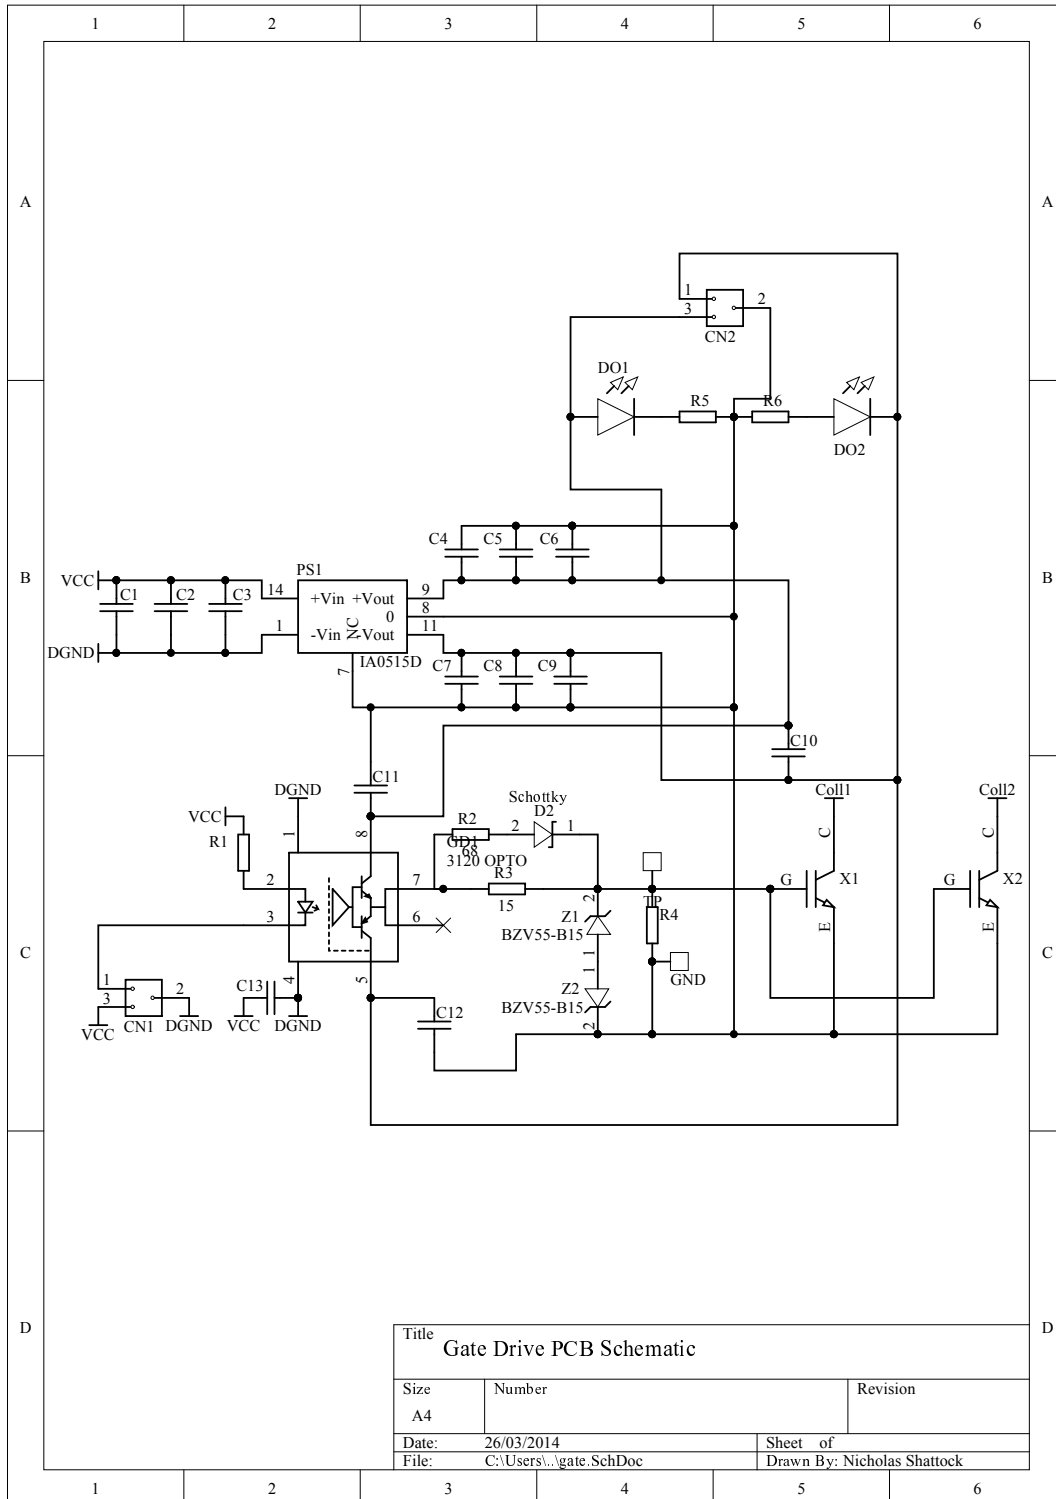 1 2 3 4 5 6
A A
1
3
2
CN2
DO1
R5
R6
DO2
B B
C4 C5 C6
PS1
VCC
C1 C2 C3
14
+Vin +Vout
9
0
8
1
-Vin -Vout
11
NC
DGND
IA0515D
7
C7 C8 C9
C10
C11
DGND
VCC
R1
1
8
Schottky
D2
R2
2
1
68
GD1
3120 OPTO
Coll1
Coll2
C
C
2
7
R3
15
3
6
2
TP
R4
G
X1
G
X2
E
E
Z1
BZV55-B15
1
1
GND
C C
1
3
2
CN1
VCC
DGND
C13
4
5
VCC
DGND
C12
Z2
BZV55-B15
2
D D
Title
Gate Drive PCB Schematic
Size
Number
Revision
A4
Date: 26/03/2014 Sheet of
File: C:\Users\..\gate.SchDoc Drawn By: Nicholas Shattock
1 2 3 4 5 6